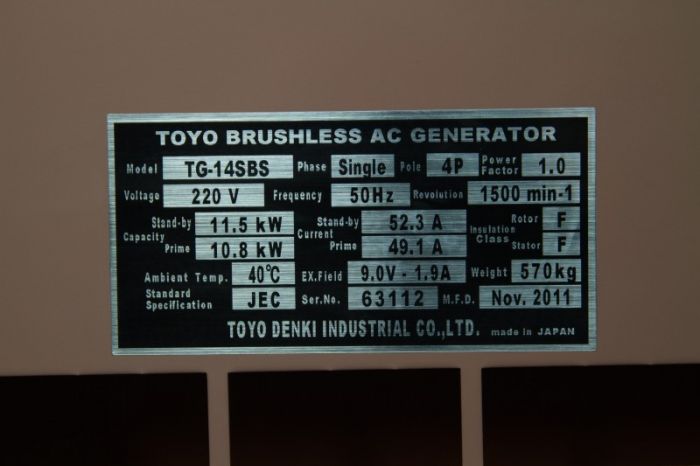 TOYO BRUSHLESS AC GENERATOR
Model TG-14SBS Phase Single Pole 4P Power Factor 1.0
Voltage 220 V Frequency 50Hz Revolution 1500 min-1
Capacity Stand-by 11.5 kW Current Stand-by 52.3 A Insulation Class Rotor F
Prime 10.8 kW Prime 49.1 A Stator F
Ambient Temp. 40℃ EX.Field 9.0V - 1.9A Weight 570kg
Standard Specification JEC Ser.No. 63112 M.F.D. Nov. 2011
TOYO DENKI INDUSTRIAL CO.,LTD. made in JAPAN